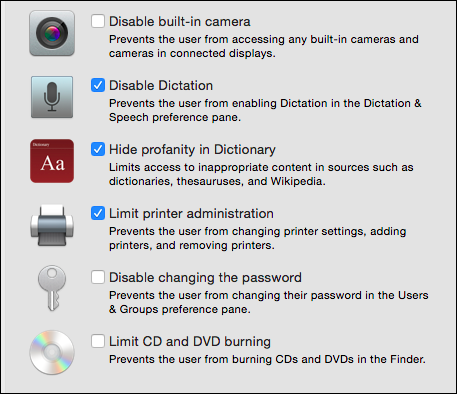 Disable built-in camera
Prevents the user from accessing any built-in cameras and
cameras in connected displays.
Disable Dictation
Prevents the user from enabling Dictation in the Dictation &
Speech preference pane.
Dictionary
Aa
Hide profanity in Dictionary
Limits access to inappropriate content in sources such as
dictionaries, thesauruses, and Wikipedia.
Limit printer administration
Prevents the user from changing printer settings, adding
printers, and removing printers.
Disable changing the password
Prevents the user from changing their password in the Users
& Groups preference pane.
Limit CD and DVD burning
Prevents the user from burning CDs and DVDs in the Finder.